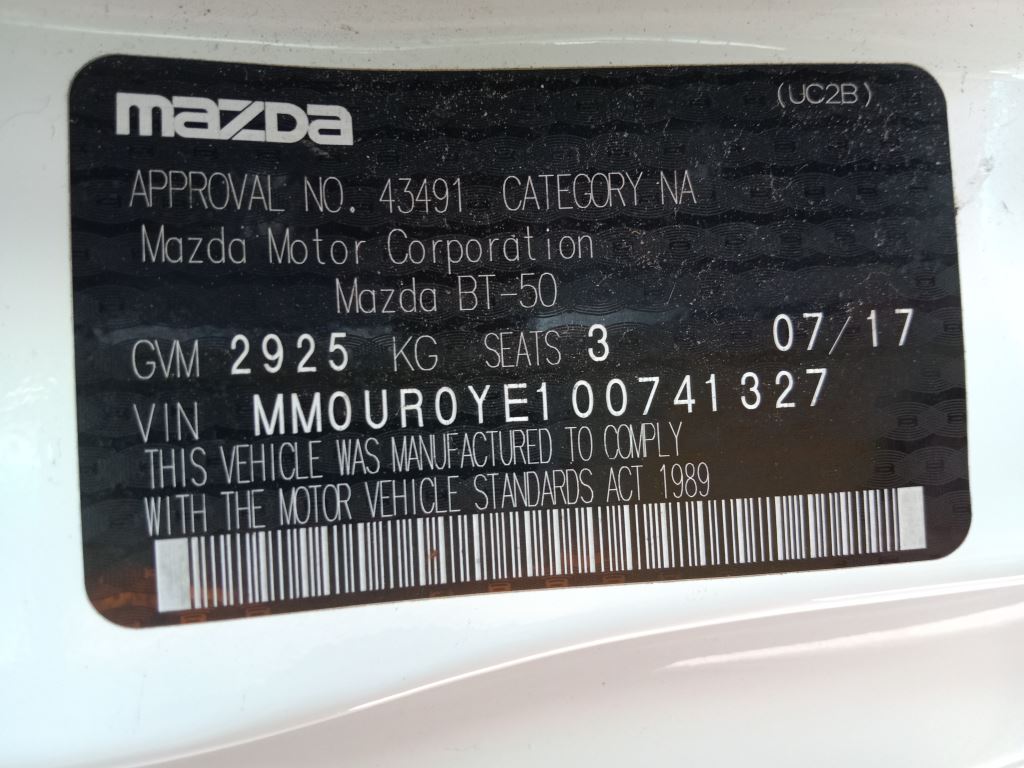 mazda
(UC2B)
APPROVAL NO. 43491 CATEGORY NA
Mazda Motor Corporation
Mazda BT-50
GVM 2925 KG SEATS 3 07/17
VIN MM0UR0YE100741327
THIS VEHICLE WAS MANUFACTURED TO COMPLY
WITH THE MOTOR VEHICLE STANDARDS ACT 1989